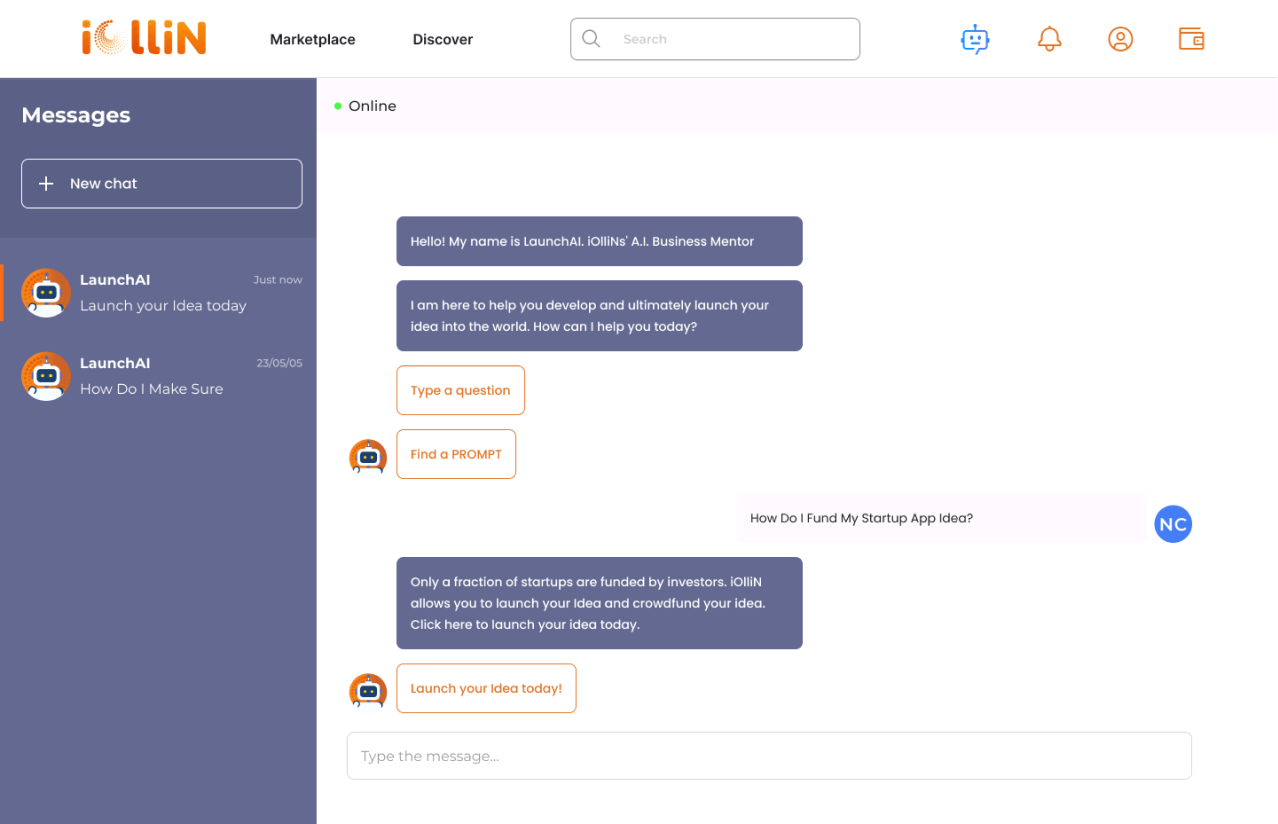 iOlliN
Marketplace
Discover
Search
Messages
New chat
LaunchAI
Just now
Launch your Idea today
LaunchAI
23/05/05
How Do I Make Sure
Online
Hello! My name is LaunchAI. iOlliNs' A.I. Business Mentor
I am here to help you develop and ultimately launch your
idea into the world. How can I help you today?
Type a question
Find a PROMPT
How Do I Fund My Startup App Idea?
NC
Only a fraction of startups are funded by investors. iOlliN
allows you to launch your Idea and crowdfund your idea.
Click here to launch your idea today.
Launch your Idea today!
Type the message...